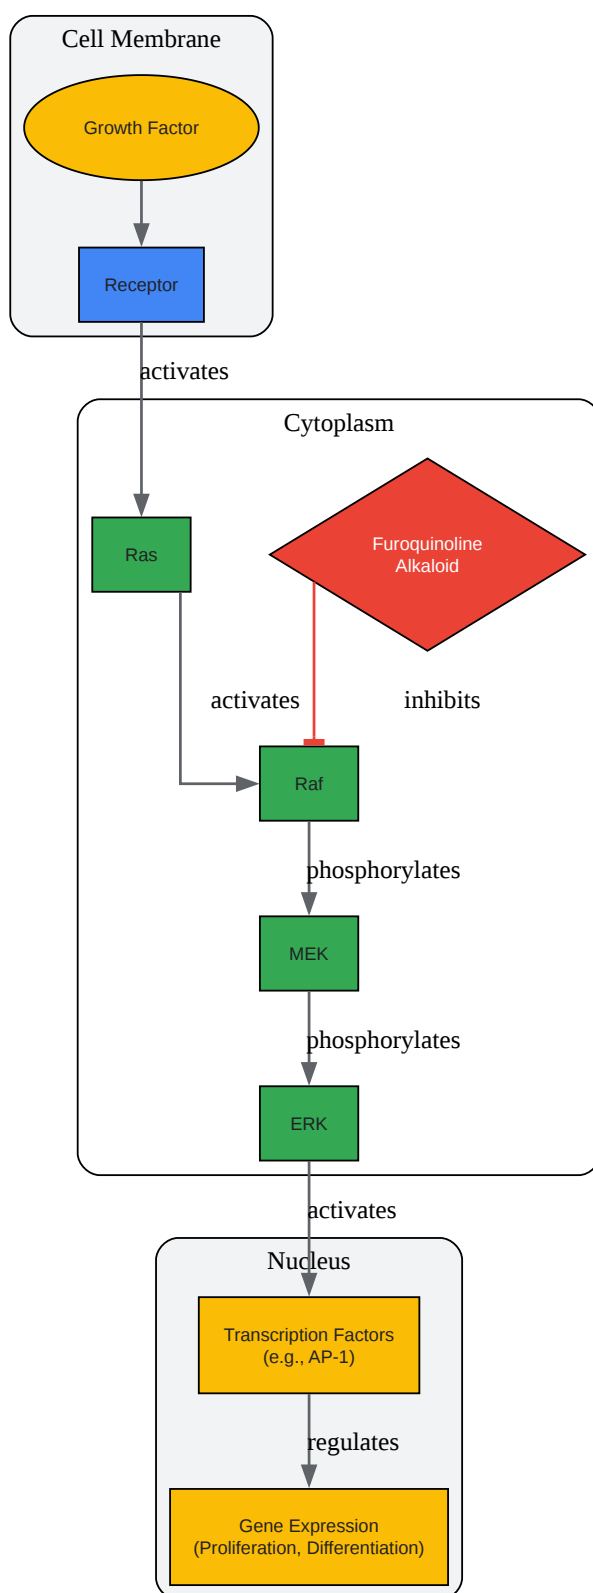 Cell Membrane
Growth Factor
Receptor
activates
Cytoplasm
Ras
Furoquinoline
Alkaloid
activates
inhibits
Raf
phosphorylates
MEK
phosphorylates
ERK
activates
Nucleus
Transcription Factors
(e.g., AP-1)
regulates
Gene Expression
(Proliferation, Differentiation)